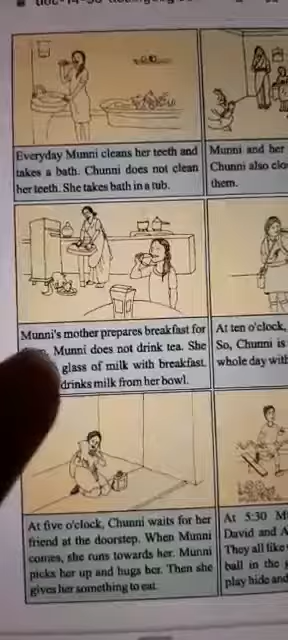 Everyday Munni cleans her teeth and
takes a bath. Chunni does not clean
her teeth. She takes bath in a tub.
Munni and her
Chunni also clo
them.
Munni's mother prepares breakfast for
Munni does not drink tea. She
glass of milk with breakfast.
drinks milk from her bowl.
At ten o'clock,
So, Chunni is
whole day with
At five o'clock, Chunni waits for her
friend at the doorstep. When Munni
comes, she runs towards her. Munni
picks her up and hugs her. Then she
gives her something to eat.
At 5:30 M
David and A
They all like
ball in the
play hide and